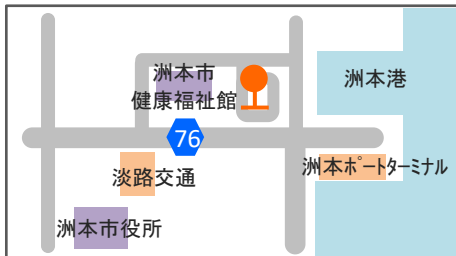 洲本市
健康福祉館
洲本港
76
淡路交通
洲本ﾎﾟｰﾄﾀｰﾐﾅﾙ
洲本市役所